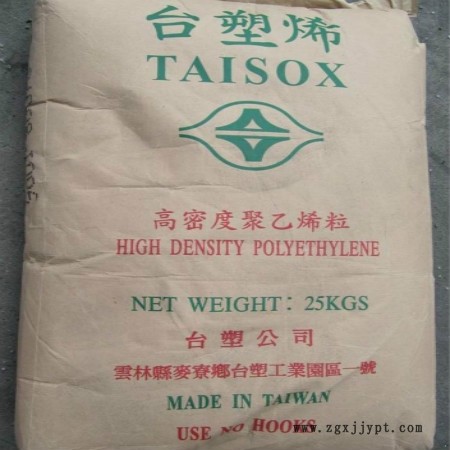 台塑烯
TAISOX
高密度聚乙烯粒
HIGH DENSITY POLYETHYLENE
NET WEIGHT: 25KGS
台塑公司
雲林縣麥寮鄉台塑工業園區一號
MADE IN TAIWAN
USE NO HOOKS
www.zgxjjypt.com